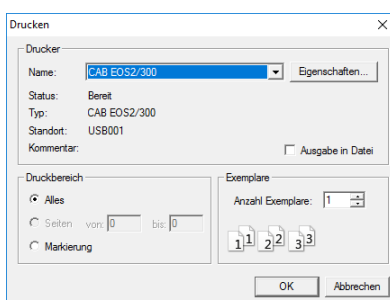 Drucken
Drucker
Name: CAB EOS2/300 Eigenschaften...
Status: Bereit
Typ: CAB EOS2/300
Standort: USB001
Kommentar: Ausgabe in Datei
Druckbereich
Alles
Seiten von: 0 bis: 0
Markierung
Exemplare
Anzahl Exemplare: 1
1 1 2 2 3 3
OK Abbrechen